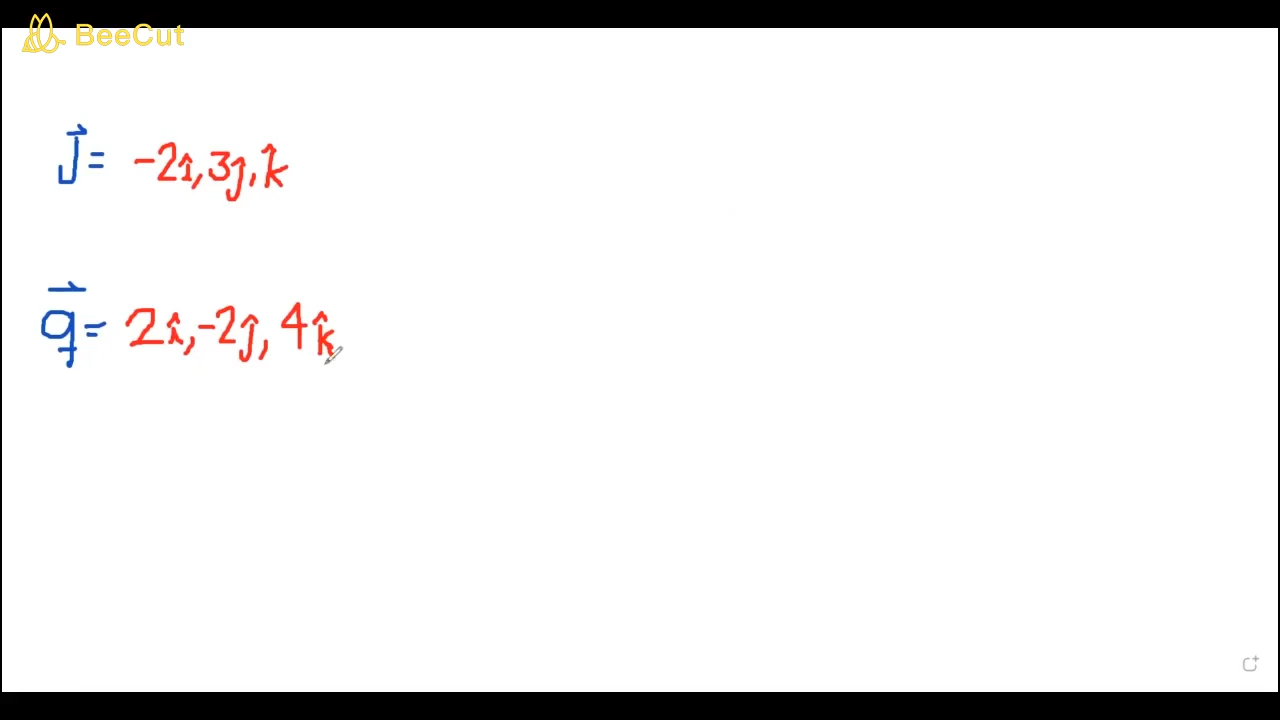 BeeCut
J⃗ = -2î, 3ĵ, k̂
q⃗ = 2î, -2ĵ, 4k̂